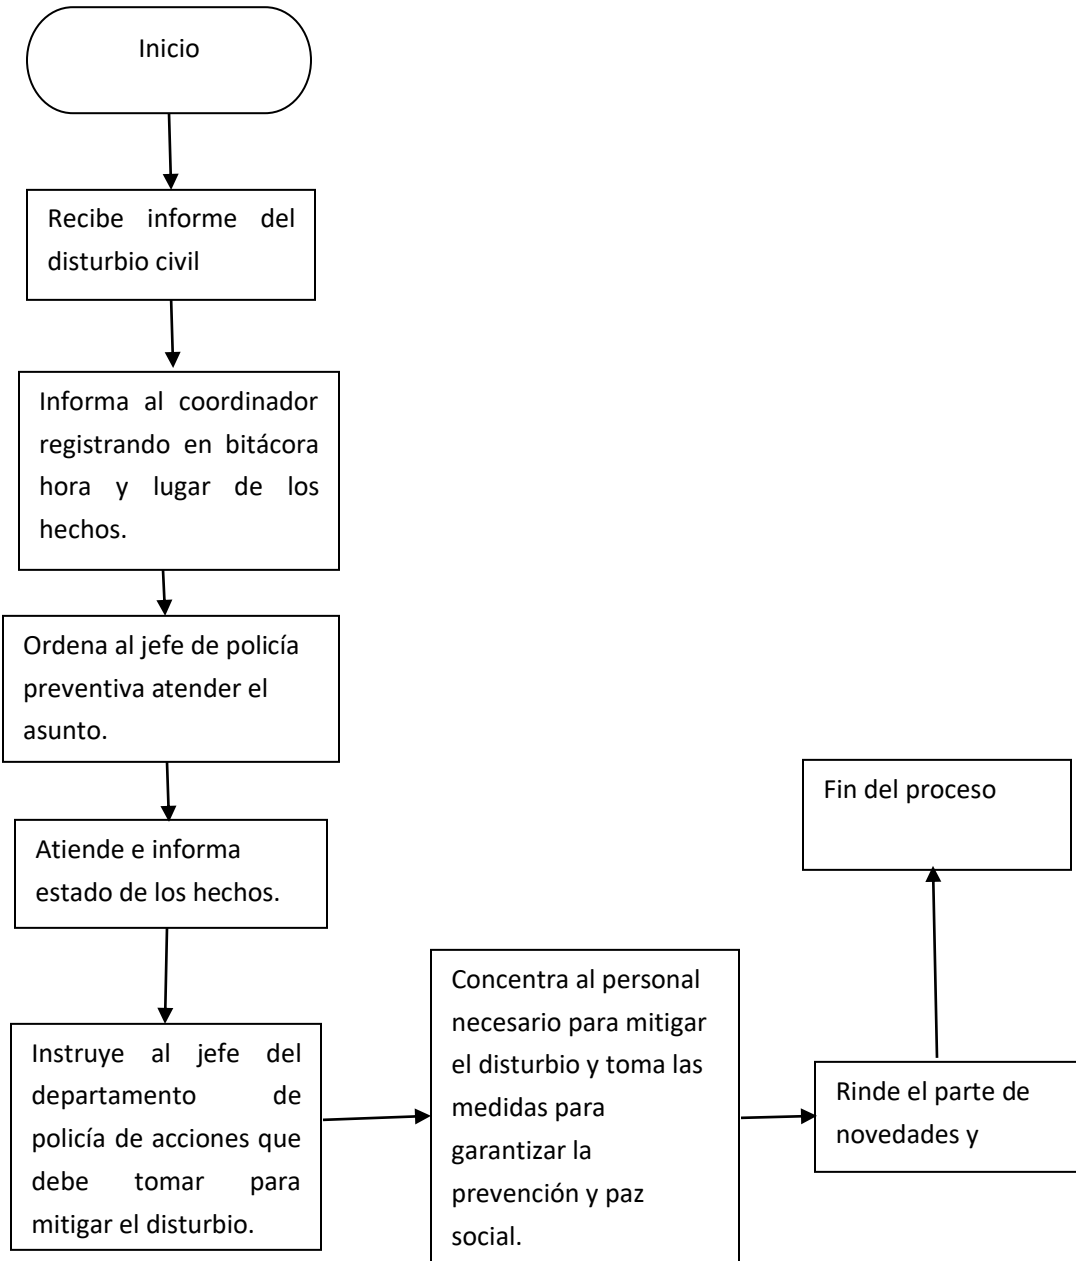 Inicio
Recibe informe del
disturbio civil
Informa al coordinador
registrando en bitácora
hora y lugar de los
hechos.
Ordena al jefe de policía
preventiva atender el
asunto.
Atiende e informa
estado de los hechos.
Instruye al jefe del
departamento de
policía de acciones que
debe tomar para
mitigar el disturbio.
Concentra al personal
necesario para mitigar
el disturbio y toma las
medidas para
garantizar la
prevención y paz
social.
Rinde el parte de
novedades y
Fin del proceso